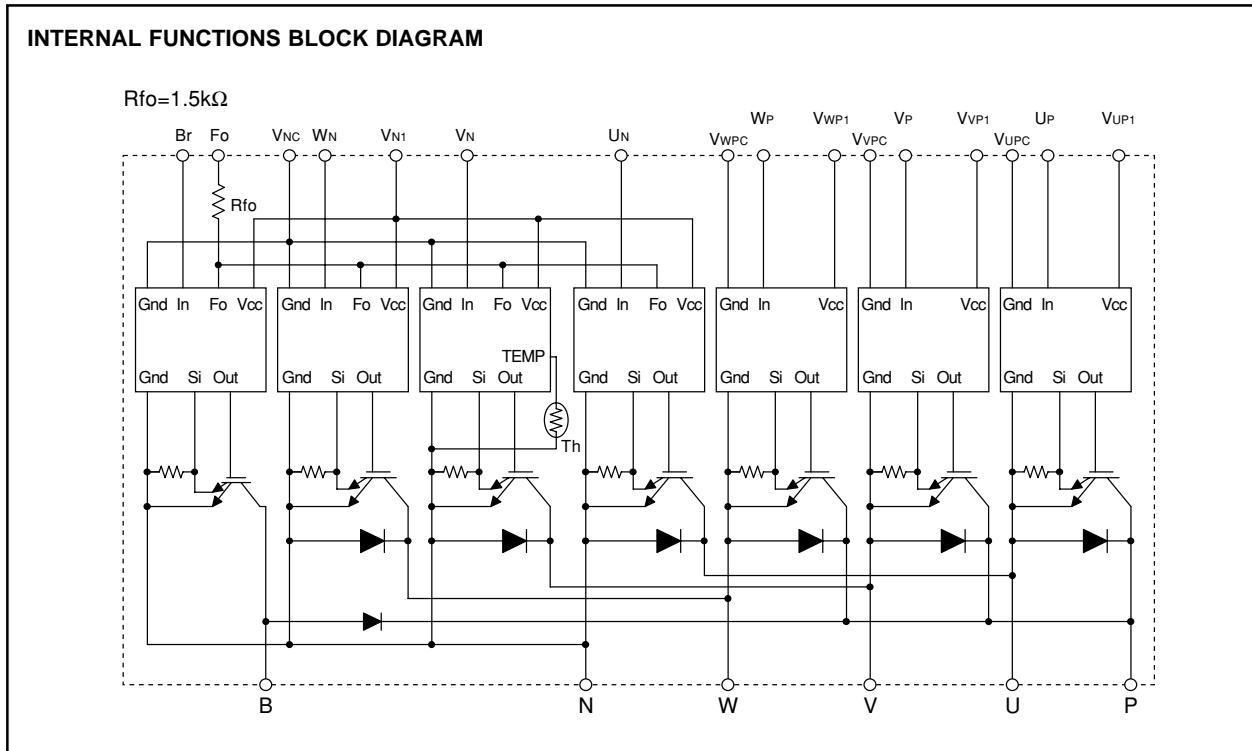 INTERNAL FUNCTIONS BLOCK DIAGRAM
Rfo=1.5kΩ
Br Fo VNC WN VN1 VN UN VWPC WP VWP1 VVPC VP VVP1 VUPC UP VUP1
Rfo
Gnd In Fo Vcc Gnd In Fo Vcc Gnd In Fo Vcc Gnd In Fo Vcc Gnd In Vcc Gnd In Vcc Gnd In Vcc
TEMP
Gnd Si Out Gnd Si Out Gnd Si Out Gnd Si Out Gnd Si Out Gnd Si Out Gnd Si Out
Th
B N W V U P